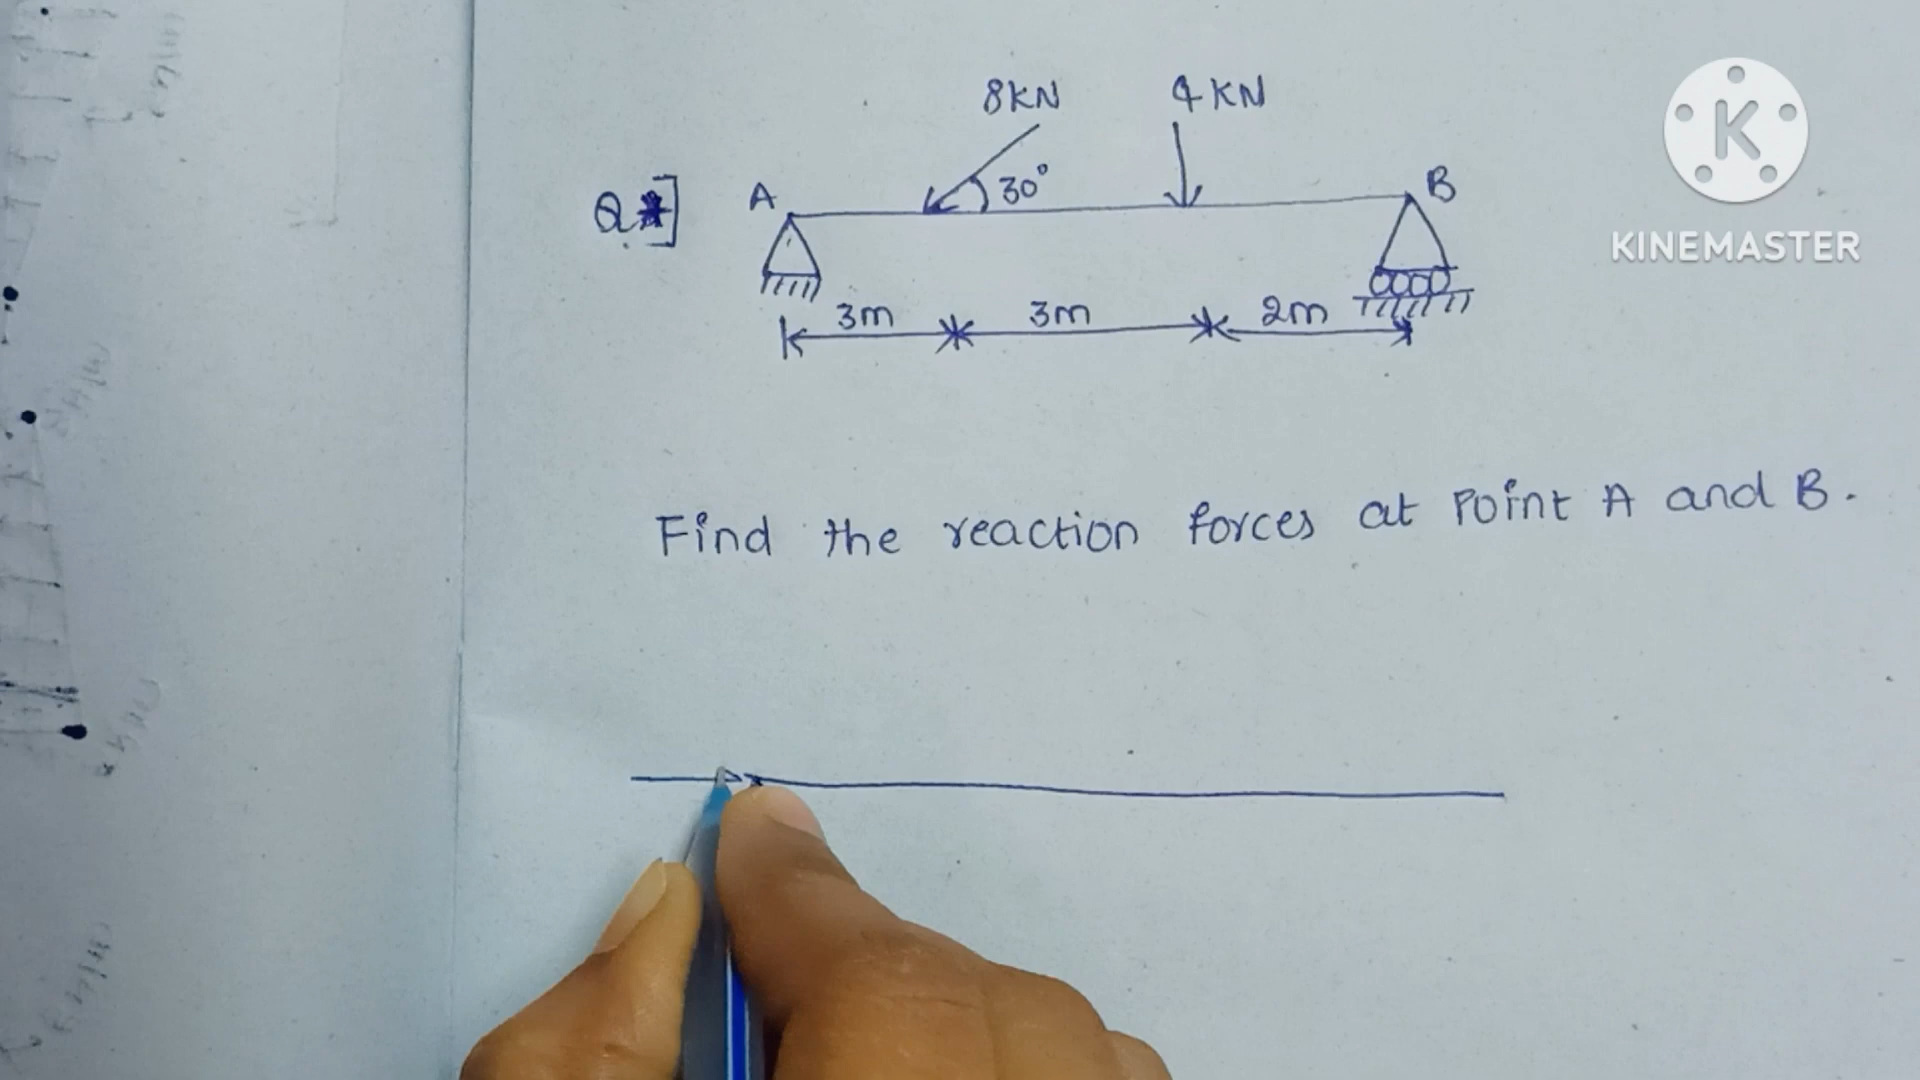 8KN 4KN
Q ] A 30° B
3m 3m 2m
Find the reaction forces at Point A and B.
K
KINEMASTER